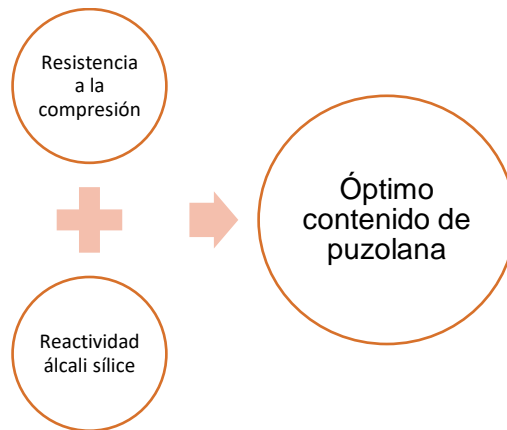 Resistencia
a la
compresión
Óptimo
contenido de
puzolana
Reactividad
álcali sílice